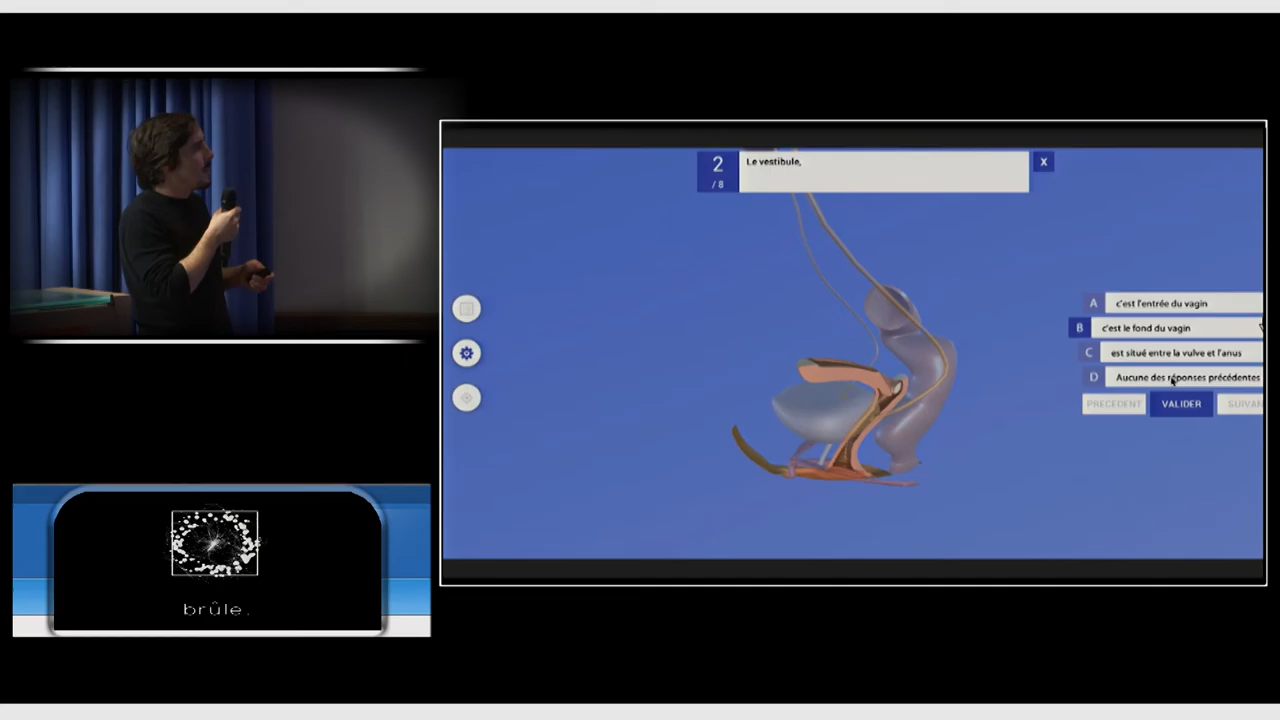 2
/ 8
Le vestibule,
X
A c'est l'entrée du vagin
B c'est le fond du vagin
C est situé entre la vulve et l'anus
D Aucune des réponses précédentes
PRECEDENT VALIDER SUIVAN
brûle.